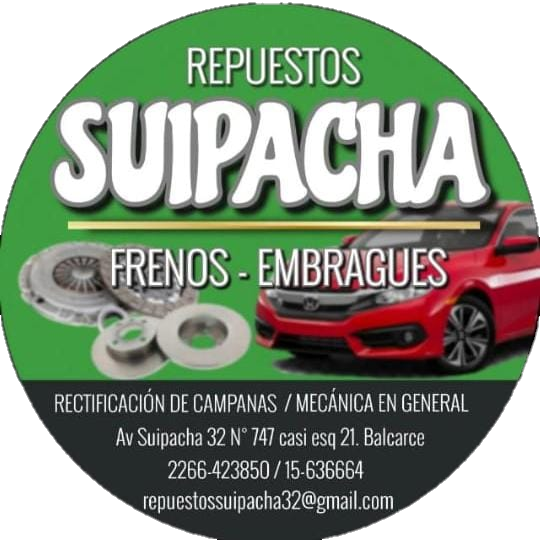 REPUESTOS
SUIPACHA
FRENOS - EMBRAGUES
RECTIFICACIÓN DE CAMPANAS / MECÁNICA EN GENERAL
Av Suipacha 32 N° 747 casi esq 21. Balcarce
2266-423850 / 15-636664
repuestossuipacha32@gmail.com